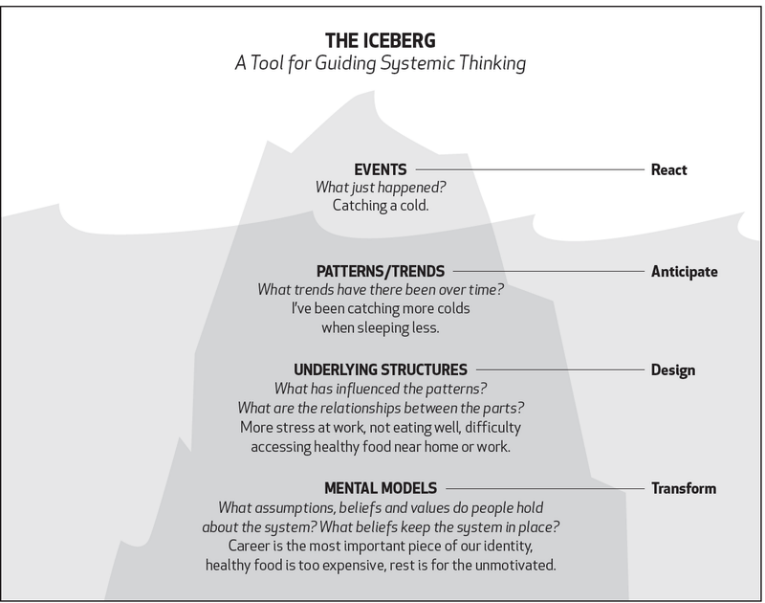 THE ICEBERG
A Tool for Guiding Systemic Thinking
EVENTS React
What just happened?
Catching a cold.
PATTERNS/TRENDS Anticipate
What trends have there been over time?
I've been catching more colds
when sleeping less.
UNDERLYING STRUCTURES Design
What has influenced the patterns?
What are the relationships between the parts?
More stress at work, not eating well, difficulty
accessing healthy food near home or work.
MENTAL MODELS Transform
What assumptions, beliefs and values do people hold
about the system? What beliefs keep the system in place?
Career is the most important piece of our identity,
healthy food is too expensive, rest is for the unmotivated.